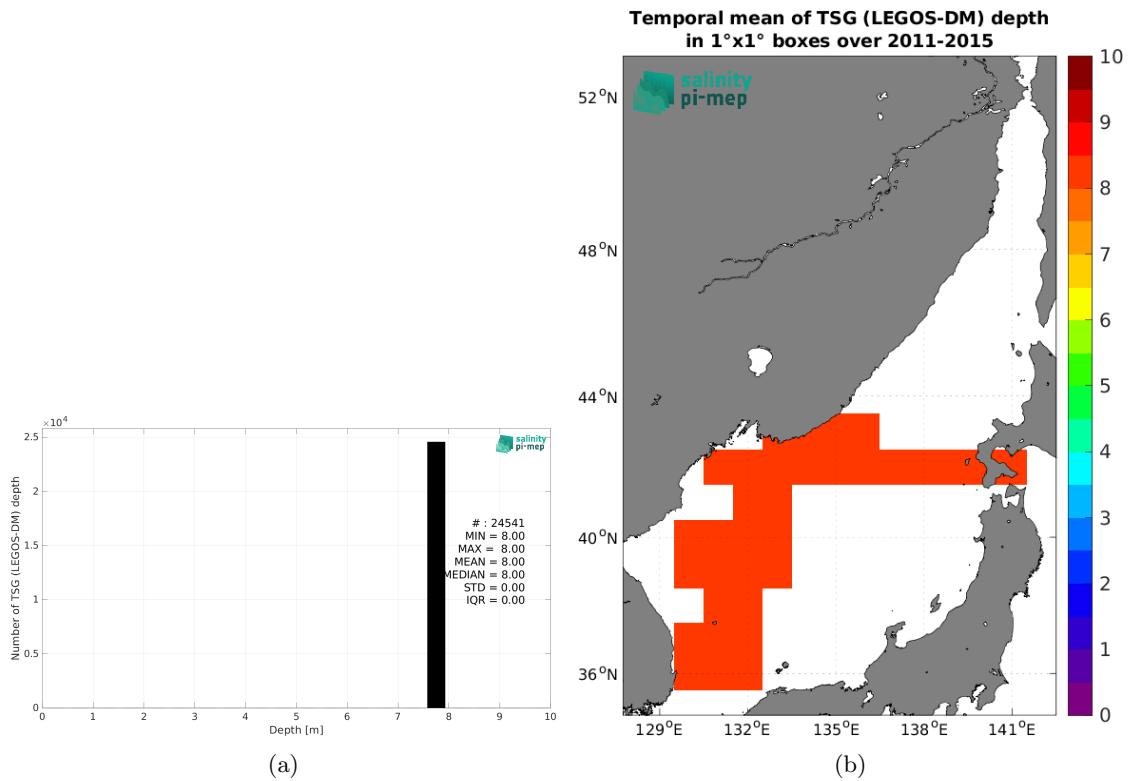 ×10⁴
2.5
2
1.5
1
0.5
0
Number of TSG (LEGOS-DM) depth
salinity
pi-mep
# : 24541
MIN = 8.00
MAX = 8.00
MEAN = 8.00
MEDIAN = 8.00
STD = 0.00
IQR = 0.00
0 1 2 3 4 5 6 7 8 9 10
Depth [m]
(a)
Temporal mean of TSG (LEGOS-DM) depth
in 1°x1° boxes over 2011-2015
salinity
pi-mep
52°N
48°N
44°N
40°N
36°N
129°E 132°E 135°E 138°E 141°E
10
9
8
7
6
5
4
3
2
1
0
(b)